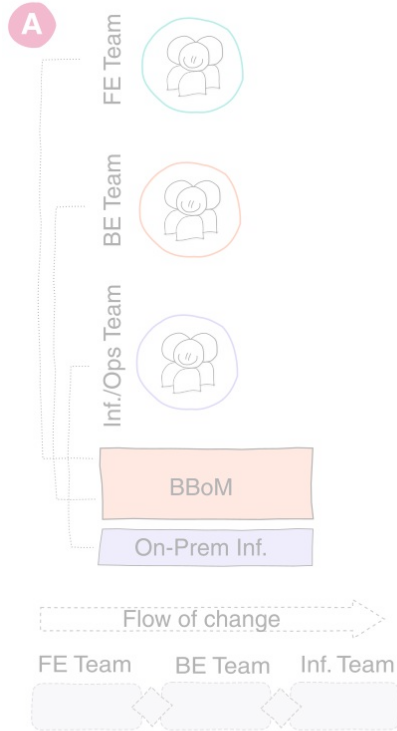 A
FE Team
BE Team
Inf./Ops Team
BBoM
On-Prem Inf.
Flow of change
FE Team BE Team Inf. Team